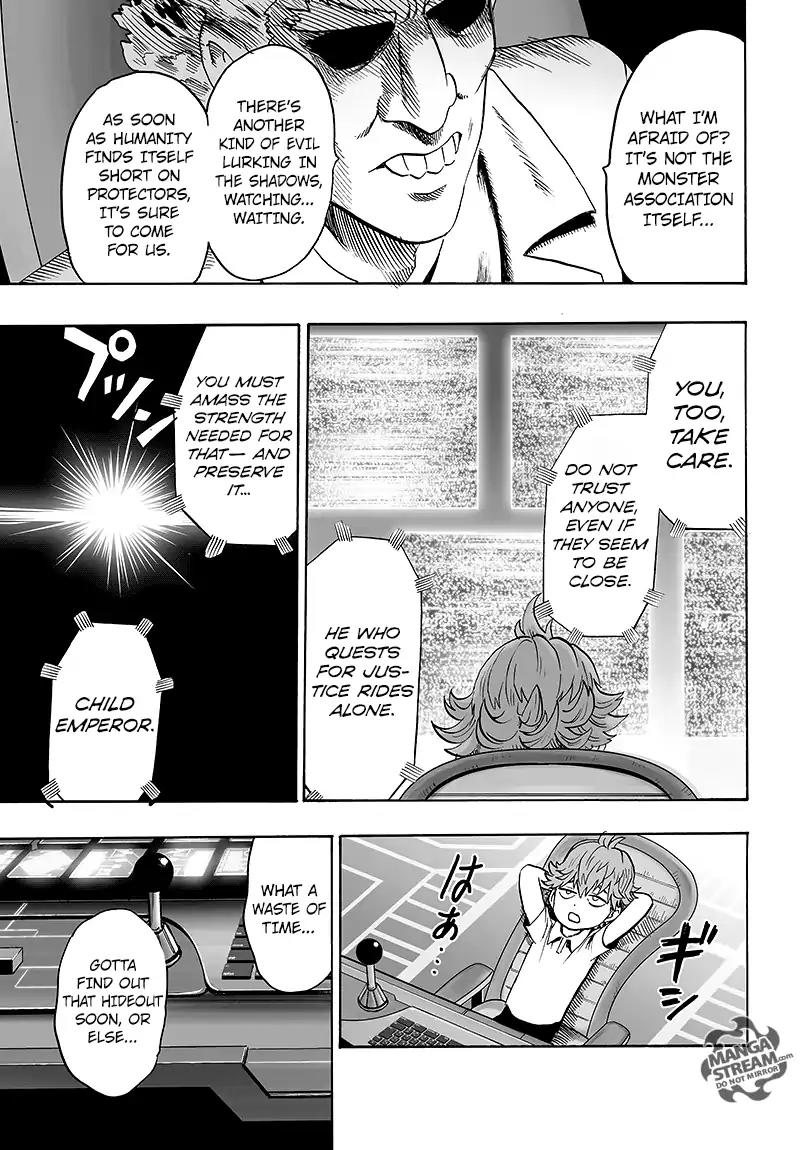 WHAT I'M
AFRAID OF?
IT'S NOT THE
MONSTER
ASSOCIATION
ITSELF...
THERE'S
ANOTHER
KIND OF EVIL
LURKING IN
THE SHADOWS,
WATCHING...
WAITING.
AS SOON
AS HUMANITY
FINDS ITSELF
SHORT ON
PROTECTORS,
IT'S SURE
TO COME
FOR US.
YOU,
TOO,
TAKE
CARE.
DO NOT
TRUST
ANYONE,
EVEN IF
THEY SEEM
TO BE
CLOSE.
HE WHO
QUESTS
FOR JUS-
TICE RIDES
ALONE.
YOU MUST
AMASS THE
STRENGTH
NEEDED FOR
THAT— AND
PRESERVE
IT...
プツン
CHILD
EMPEROR.
ギシ
はぁ...
WHAT A
WASTE OF
TIME...
GOTTA
FIND OUT
THAT HIDEOUT
SOON, OR
ELSE...
MANGA
STREAM.com
DO NOT MIRROR